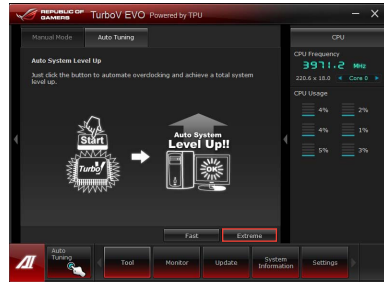 REPUBLIC OF
GAMERS
TurboV EVO Powered by TPU
Manual Mode
Auto Tuning
CPU
Auto System Level Up
Just click the button to automate overclocking and achieve a total system
level up.
CPU Frequency
3971.2 MHz
220.6 x 18.0
Core 0
CPU Usage
4%
2%
4%
1%
5%
3%
Start
Turbo!
Auto System
Level Up!!
OK
Fast
Extreme
Auto
Tuning
Tool
Monitor
Update
System
Information
Settings